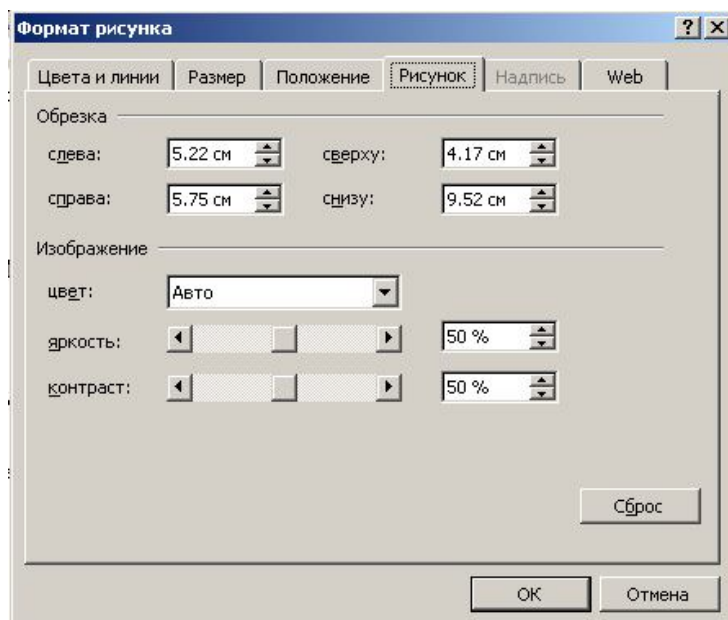 Формат рисунка
Цвета и линии Размер Положение Рисунок Надпись Web
Обрезка
слева: 5.22 см сверху: 4.17 см
справа: 5.75 см снизу: 9.52 см
Изображение
цвет: Авто
яркость: 50 %
контраст: 50 %
Сброс
ОК Отмена